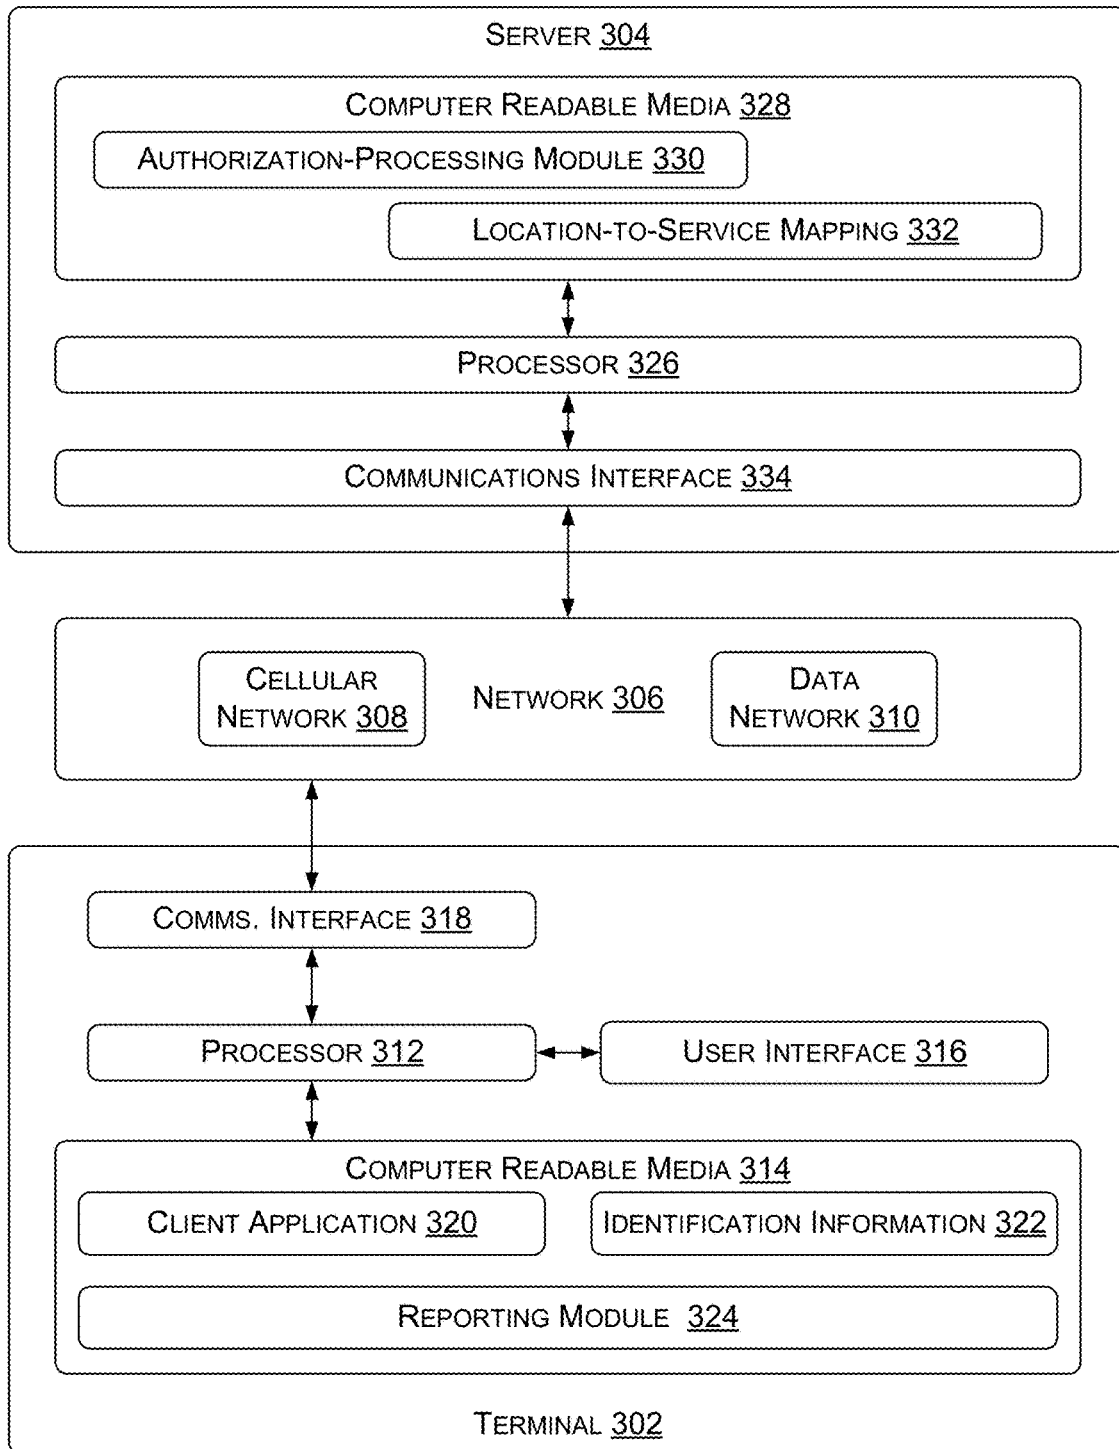 SERVER 304
COMPUTER READABLE MEDIA 328
AUTHORIZATION-PROCESSING MODULE 330
LOCATION-TO-SERVICE MAPPING 332
PROCESSOR 326
COMMUNICATIONS INTERFACE 334
CELLULAR
NETWORK 308
NETWORK 306
DATA
NETWORK 310
COMMS. INTERFACE 318
PROCESSOR 312
USER INTERFACE 316
COMPUTER READABLE MEDIA 314
CLIENT APPLICATION 320
IDENTIFICATION INFORMATION 322
REPORTING MODULE 324
TERMINAL 302